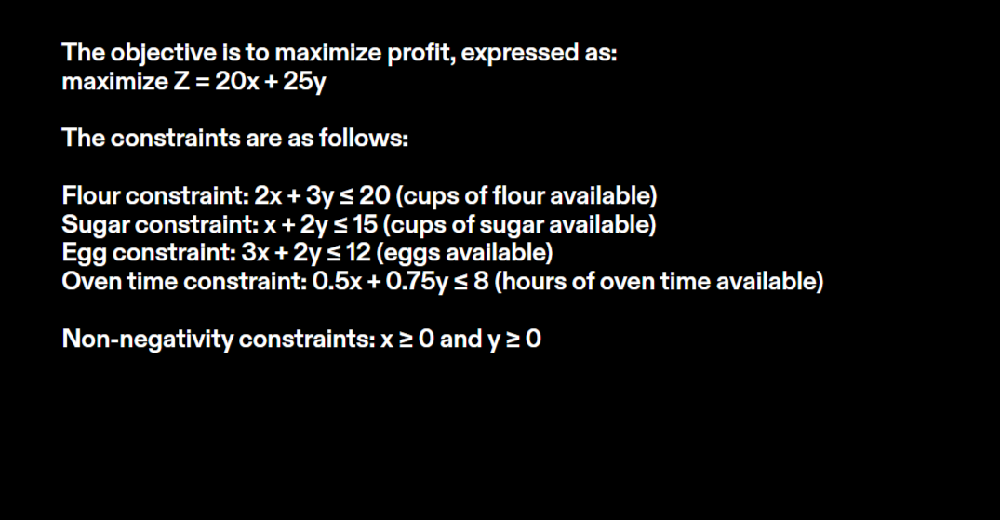 The objective is to maximize profit, expressed as:
maximize Z = 20x + 25y
The constraints are as follows:
Flour constraint: 2x + 3y ≤ 20 (cups of flour available)
Sugar constraint: x + 2y ≤ 15 (cups of sugar available)
Egg constraint: 3x + 2y ≤ 12 (eggs available)
Oven time constraint: 0.5x + 0.75y ≤ 8 (hours of oven time available)
Non-negativity constraints: x ≥ 0 and y ≥ 0